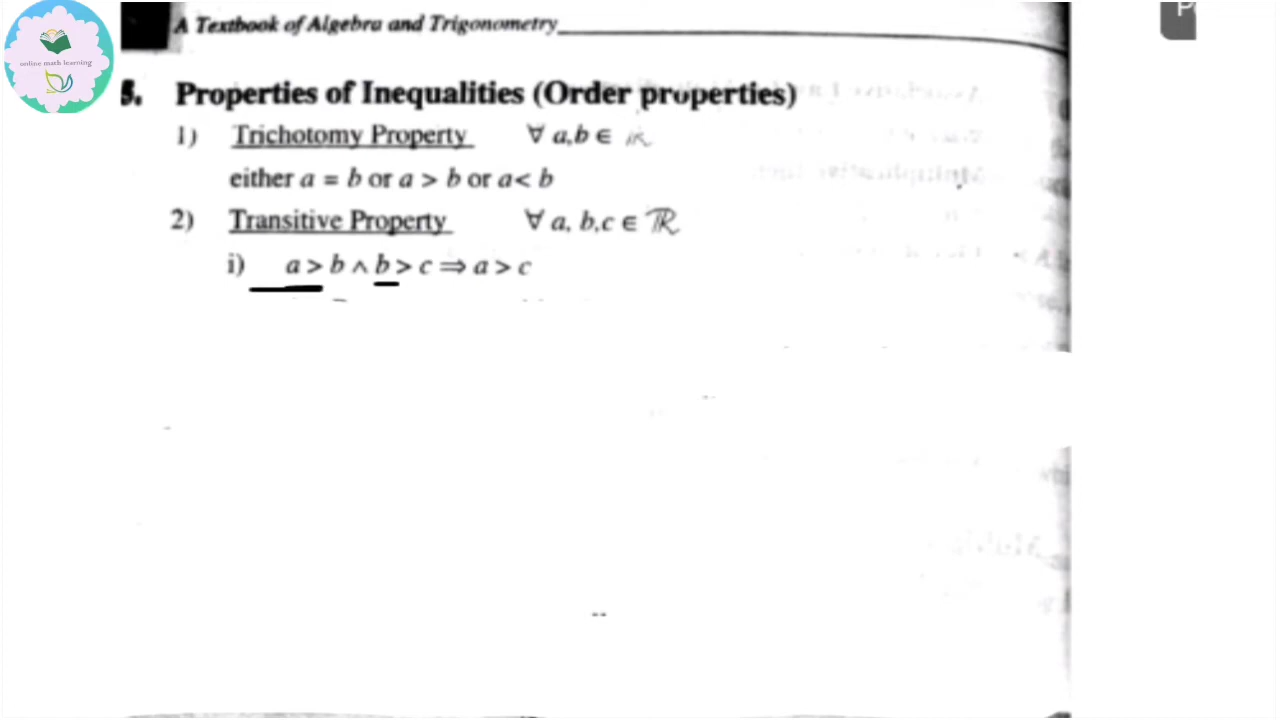 online math learning
A Textbook of Algebra and Trigonometry
5. Properties of Inequalities (Order properties)
1) Trichotomy Property ∀ a,b ∈ ℝ
either a = b or a > b or a< b
2) Transitive Property ∀ a, b,c ∈ ℝ
i) a > b ∧ b > c ⇒ a > c